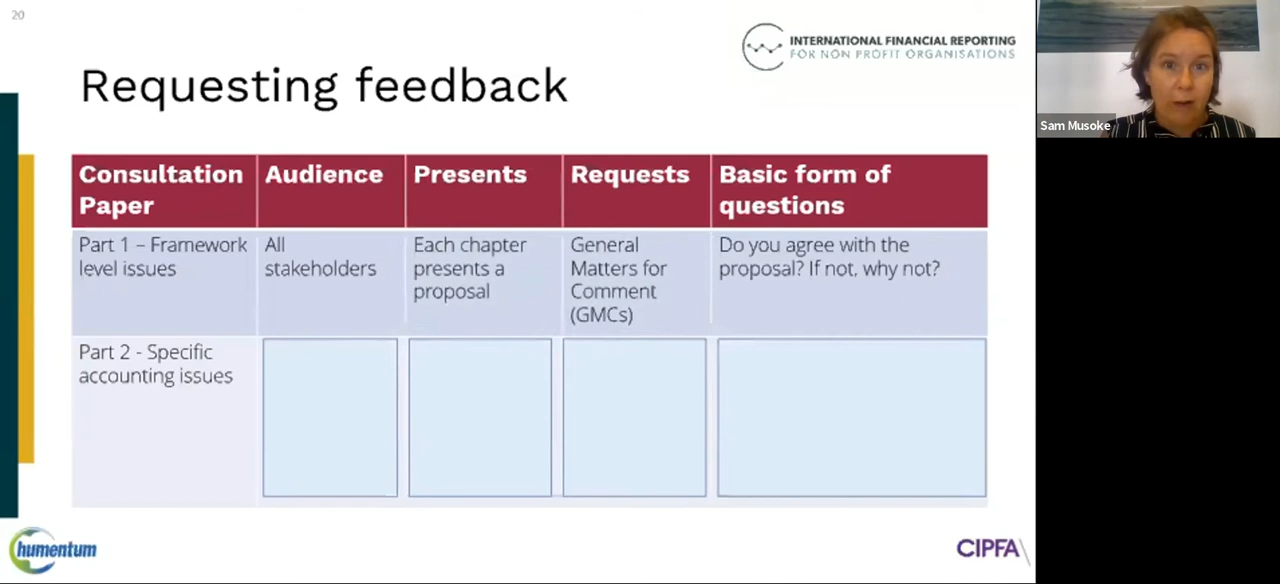 20
INTERNATIONAL FINANCIAL REPORTING
FOR NON PROFIT ORGANISATIONS
Requesting feedback
Sam Musoke
Consultation Paper
Audience
Presents
Requests
Basic form of questions
Part 1 – Framework
level issues
All
stakeholders
Each chapter
presents a
proposal
General
Matters for
Comment
(GMCs)
Do you agree with the
proposal? If not, why not?
Part 2 - Specific
accounting issues
humentum
CIPFA